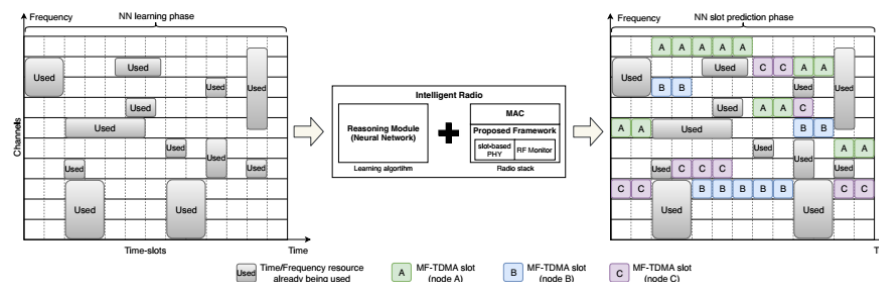 Frequency NN learning phase
Used Used
Used Used
Used
Used
Used Used
Used Used
Used Used
Channels
Time-slots Time
Intelligent Radio
Reasoning Module
(Neural Network)
Learning algorithm
MAC
Proposed Framework
slot-based
PHY
RF Monitor
Radio stack
Frequency NN slot prediction phase
A A A A A
Used Used C C A A
B B Used Used
Used A A C
A A Used B B
Used Used A A
Used C C C Used
C C B B B B B C C
Used Used
T
Used Time/Frequency resource
already being used
A MF-TDMA slot
(node A)
B MF-TDMA slot
(node B)
C MF-TDMA slot
(node C)